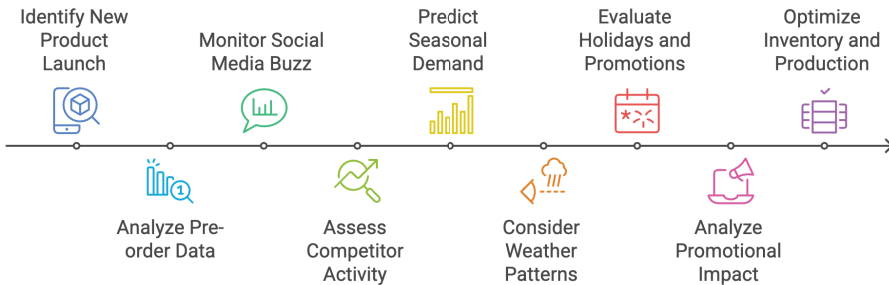 Identify New
Product
Launch
Analyze Pre-
order Data
Monitor Social
Media Buzz
Assess
Competitor
Activity
Predict
Seasonal
Demand
Consider
Weather
Patterns
Evaluate
Holidays and
Promotions
Analyze
Promotional
Impact
Optimize
Inventory and
Production
1